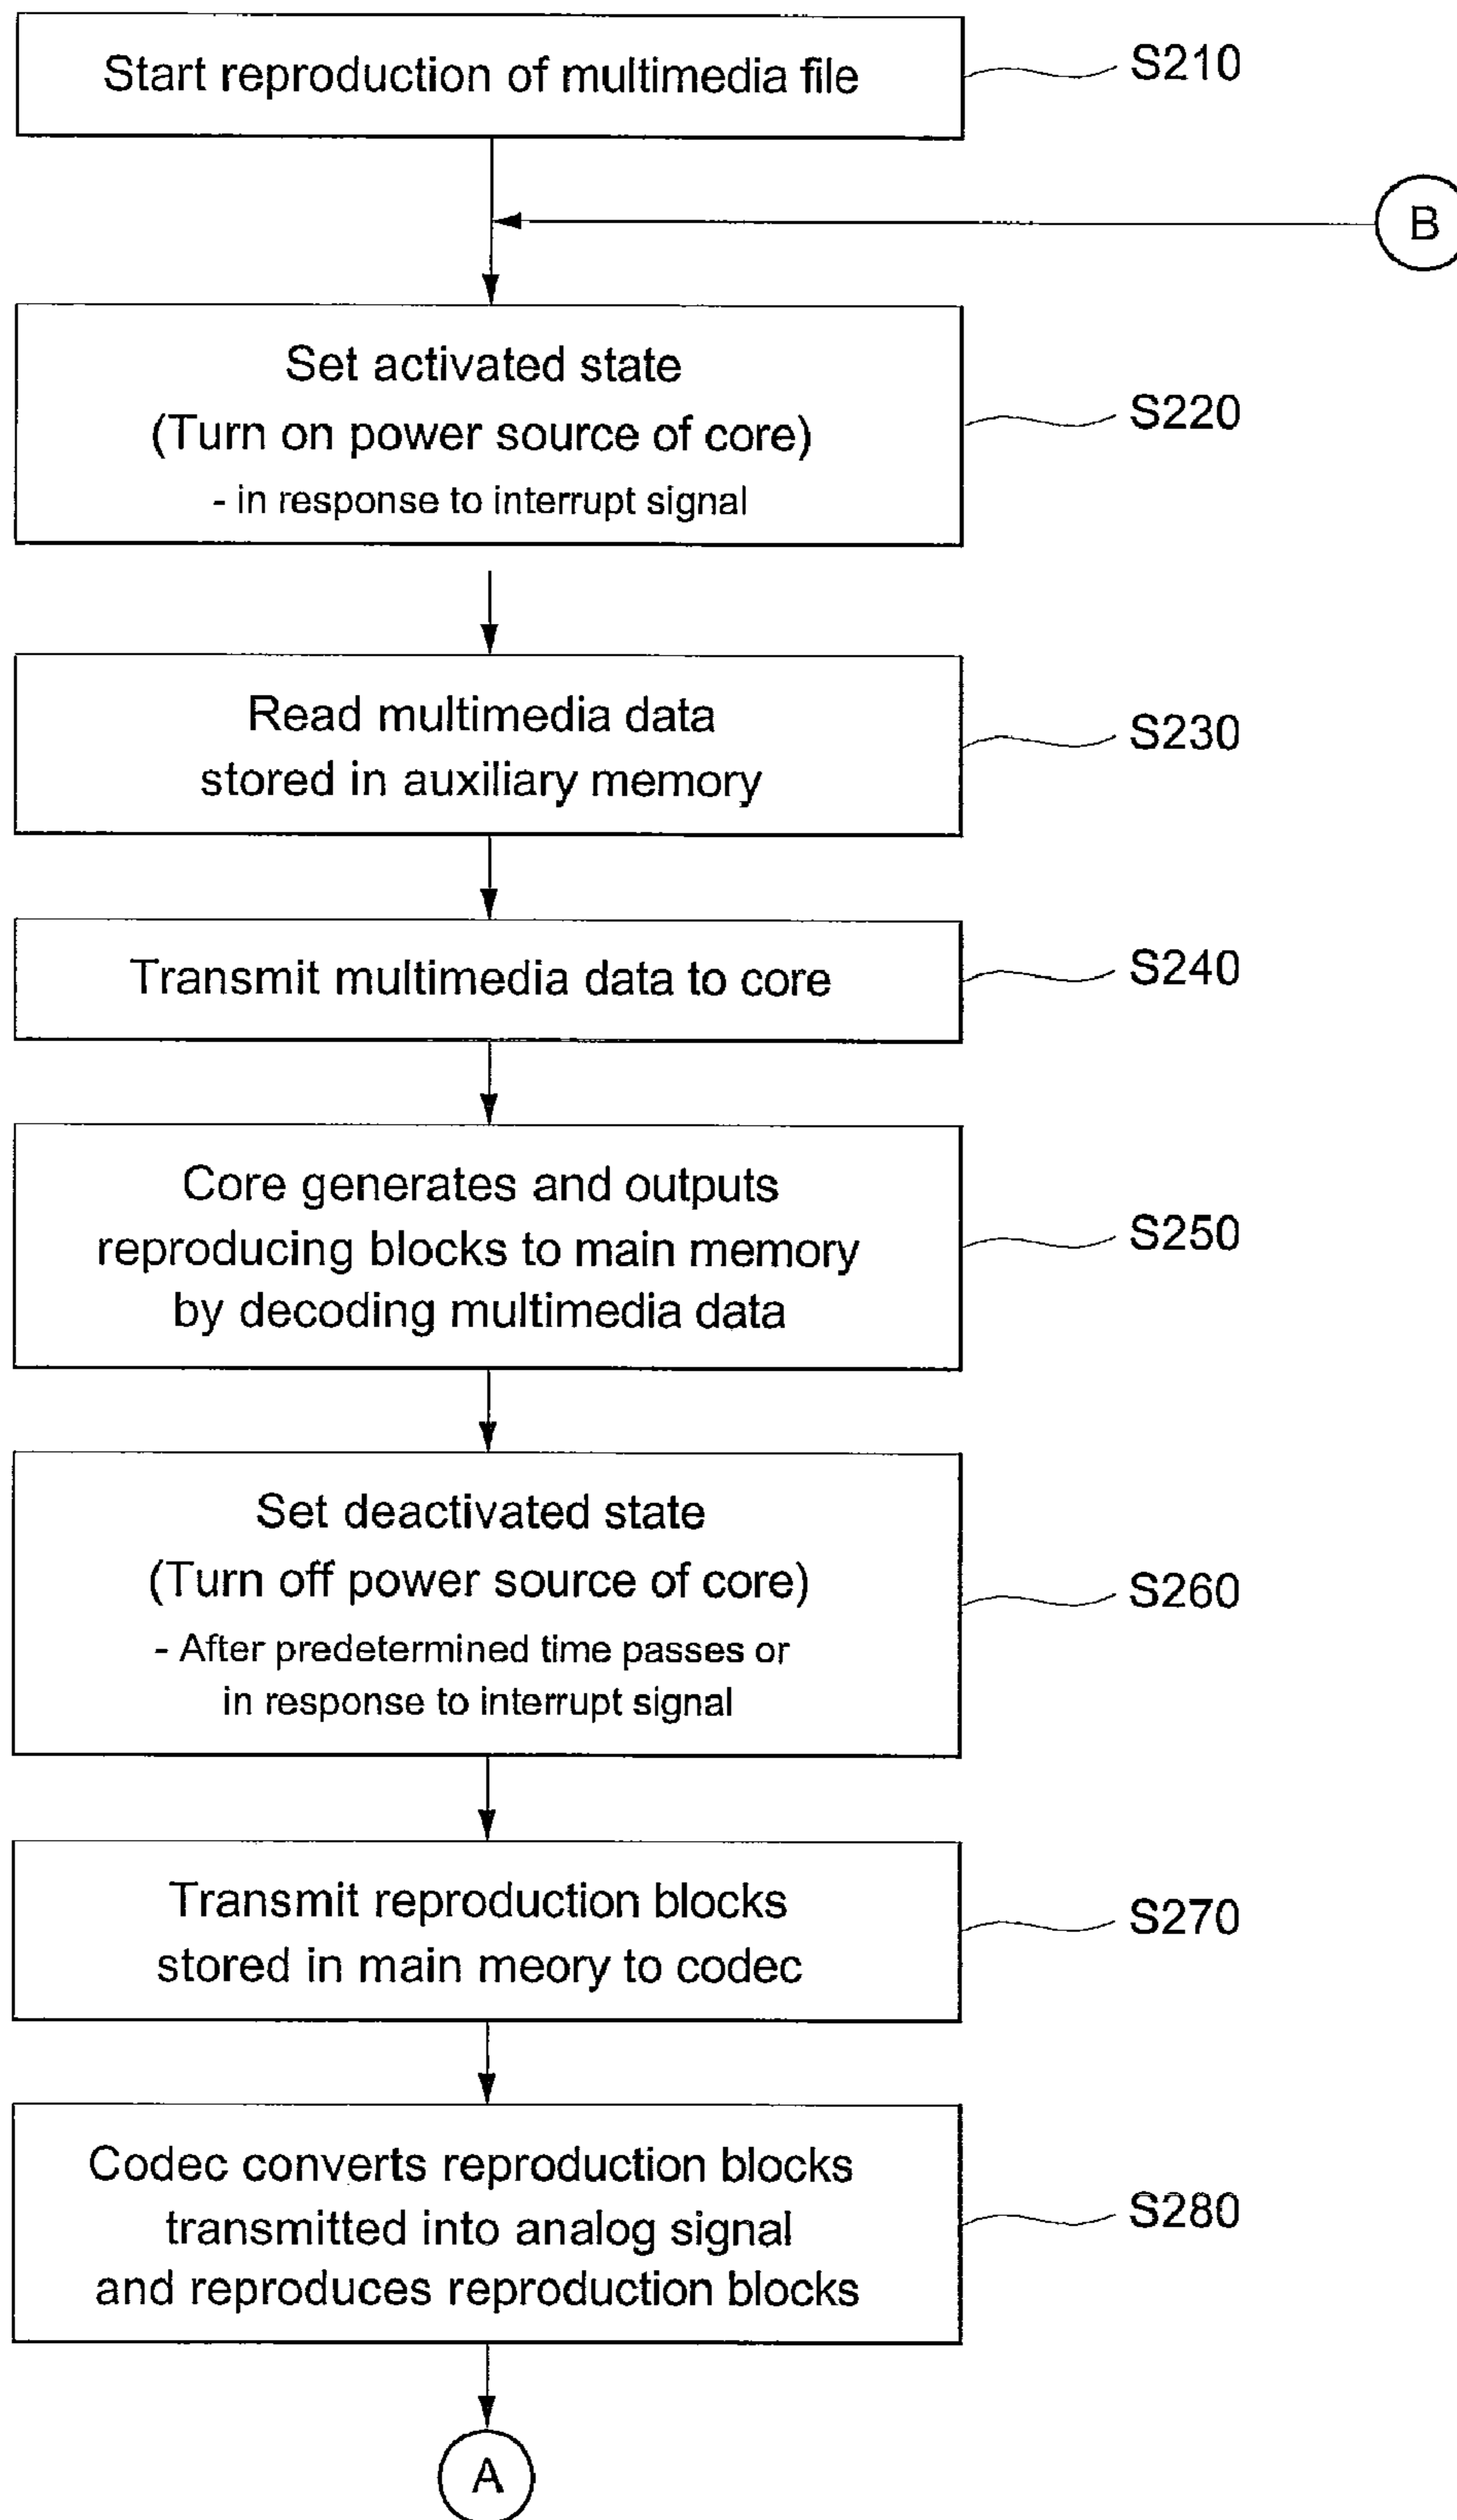 Start reproduction of multimedia file
S210
B
Set activated state
(Turn on power source of core)
- in response to interrupt signal
S220
Read multimedia data
stored in auxiliary memory
S230
Transmit multimedia data to core
S240
Core generates and outputs
reproducing blocks to main memory
by decoding multimedia data
S250
Set deactivated state
(Turn off power source of core)
- After predetermined time passes or
in response to interrupt signal
S260
Transmit reproduction blocks
stored in main meory to codec
S270
Codec converts reproduction blocks
transmitted into analog signal
and reproduces reproduction blocks
S280
A